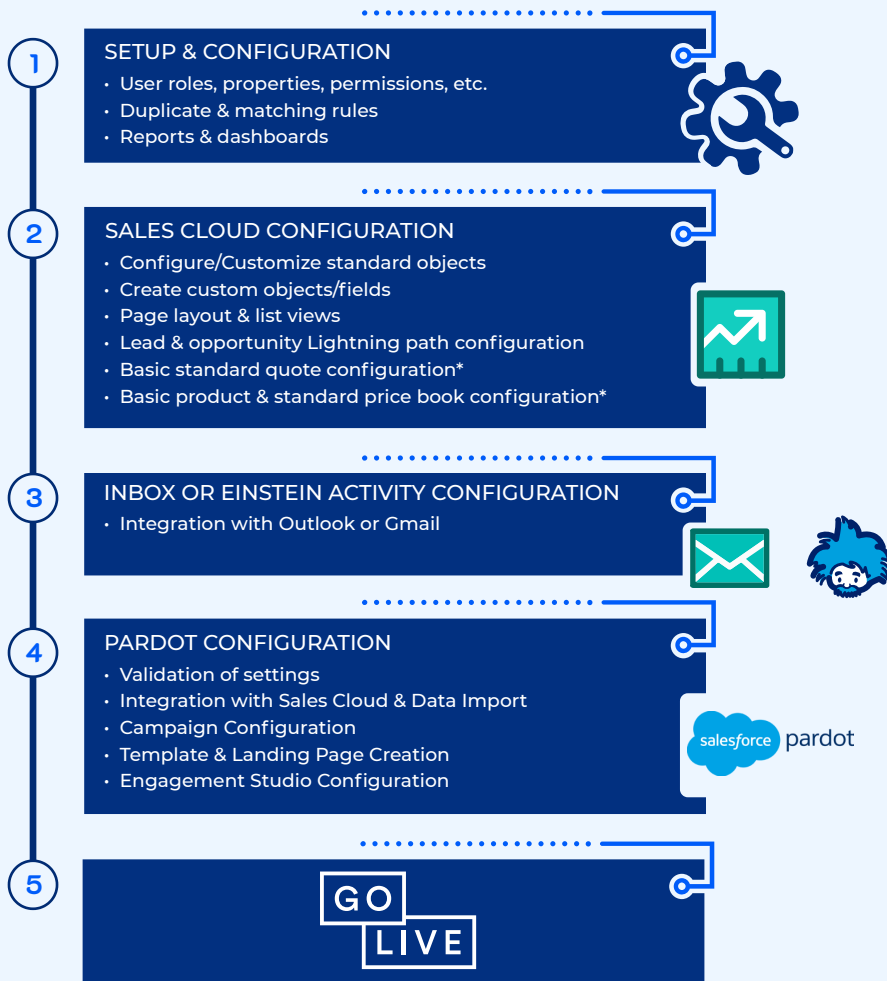 1
SETUP & CONFIGURATION
• User roles, properties, permissions, etc.
• Duplicate & matching rules
• Reports & dashboards
2
SALES CLOUD CONFIGURATION
• Configure/Customize standard objects
• Create custom objects/fields
• Page layout & list views
• Lead & opportunity Lightning path configuration
• Basic standard quote configuration*
• Basic product & standard price book configuration*
3
INBOX OR EINSTEIN ACTIVITY CONFIGURATION
• Integration with Outlook or Gmail
4
PARDOT CONFIGURATION
• Validation of settings
• Integration with Sales Cloud & Data Import
• Campaign Configuration
• Template & Landing Page Creation
• Engagement Studio Configuration
salesforce pardot
5
GO
LIVE